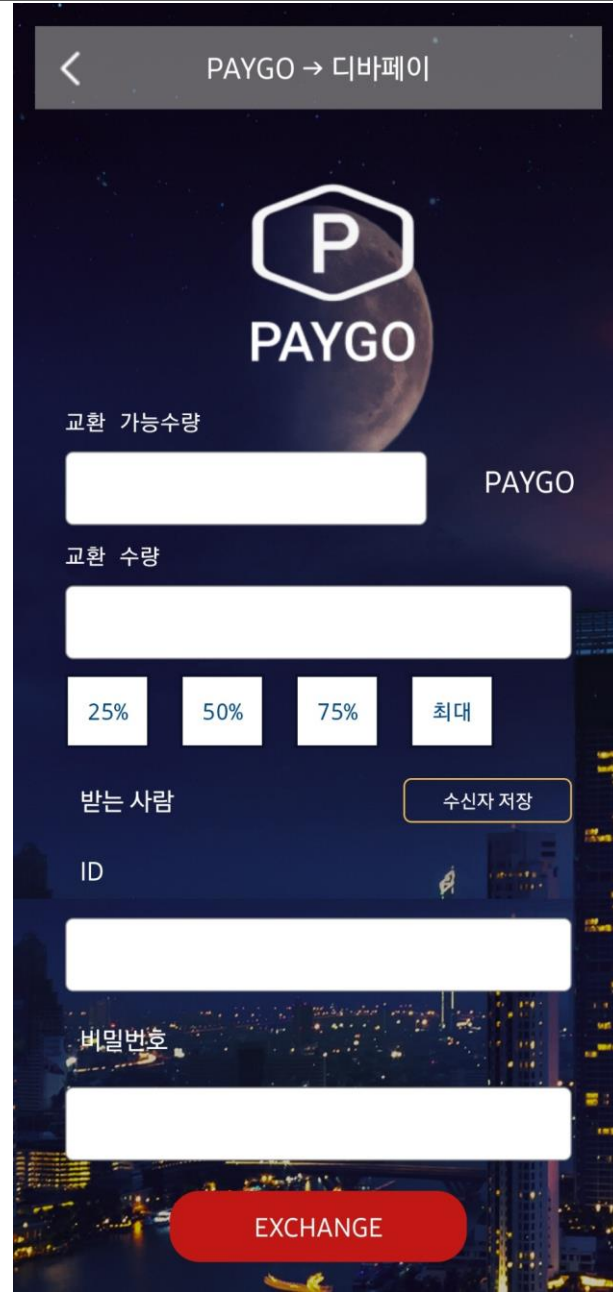 PAYGO → 디바페이
P
PAYGO
교환 가능수량
PAYGO
교환 수량
25% 50% 75% 최대
받는 사람 수신자 저장
ID
비밀번호
EXCHANGE